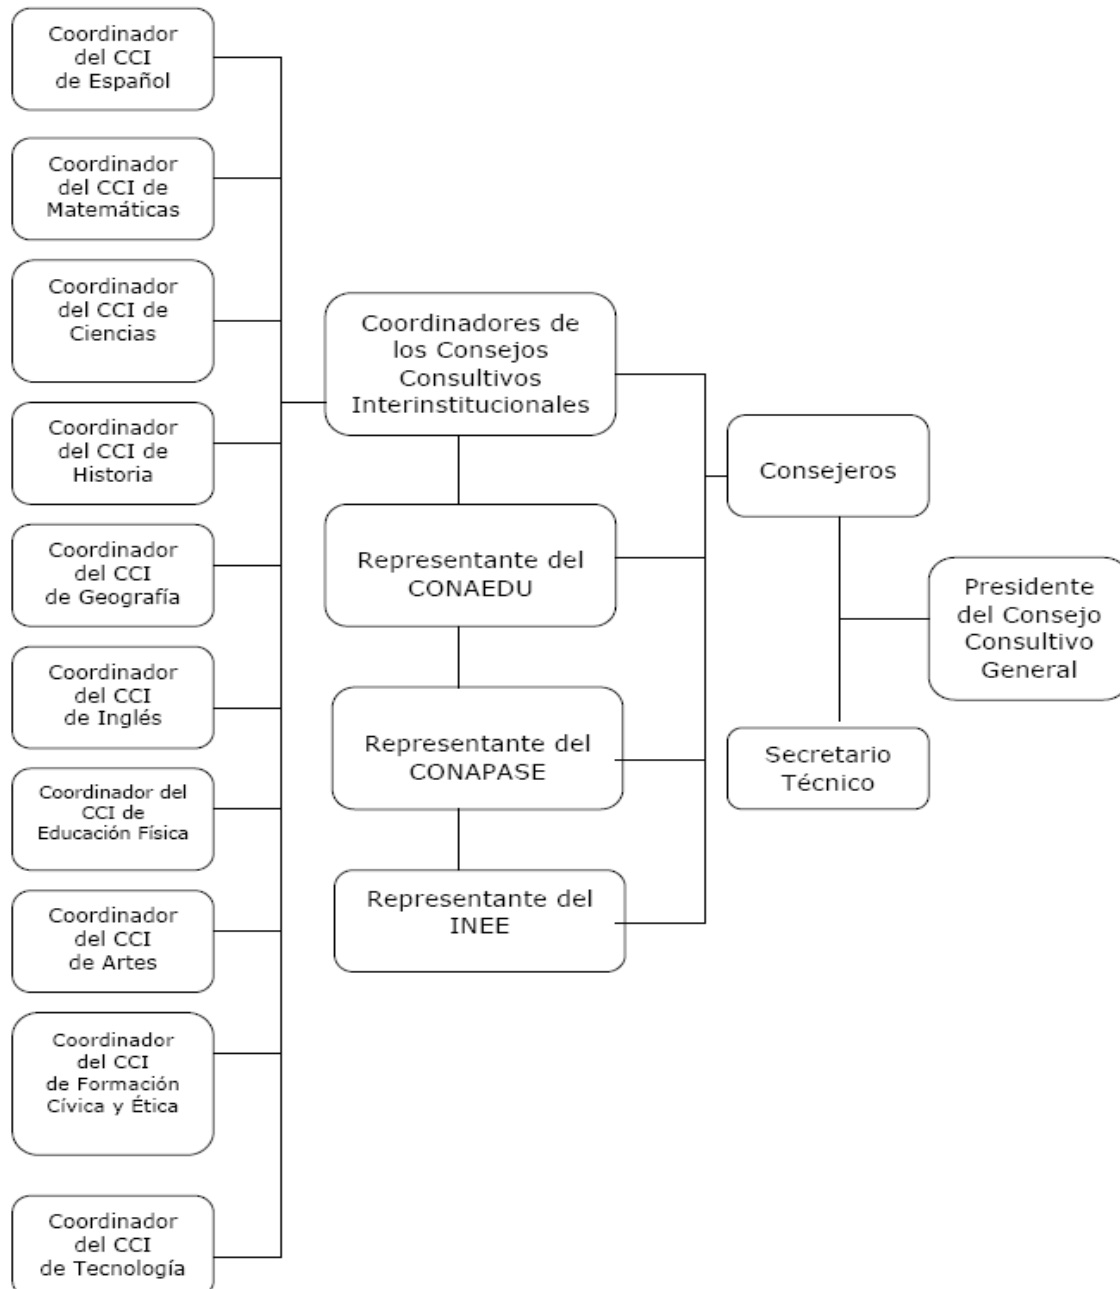 Coordinador
del CCI
de Español
Coordinador
del CCI de
Matemáticas
Coordinador
del CCI de
Ciencias
Coordinador
del CCI de
Historia
Coordinador
del CCI
de Geografía
Coordinador
del CCI
de Inglés
Coordinador del
CCI de
Educación Física
Coordinador
del CCI
de Artes
Coordinador
del CCI
de Formación
Cívica y Ética
Coordinador
del CCI
de Tecnología
Coordinadores de
los Consejos
Consultivos
Interinstitucionales
Representante del
CONAEDU
Representante del
CONAPASE
Representante del
INEE
Consejeros
Secretario
Técnico
Presidente
del Consejo
Consultivo
General